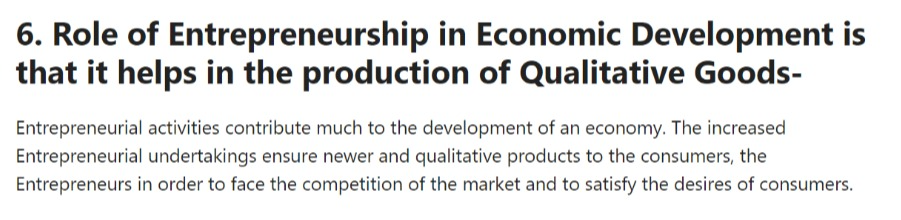 6. Role of Entrepreneurship in Economic Development is
that it helps in the production of Qualitative Goods-
Entrepreneurial activities contribute much to the development of an economy. The increased
Entrepreneurial undertakings ensure newer and qualitative products to the consumers, the
Entrepreneurs in order to face the competition of the market and to satisfy the desires of consumers.